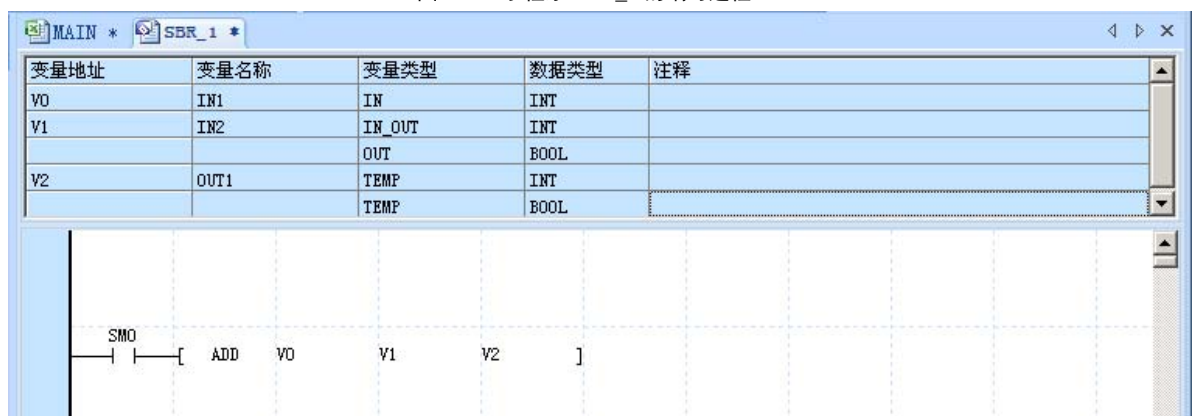 MAIN * SBR_1 *
变量地址 变量名称 变量类型 数据类型 注释
V0 IN1 IN INT
V1 IN2 IN_OUT INT
OUT BOOL
V2 OUT1 TEMP INT
TEMP BOOL
SM0
[ ADD V0 V1 V2 ]